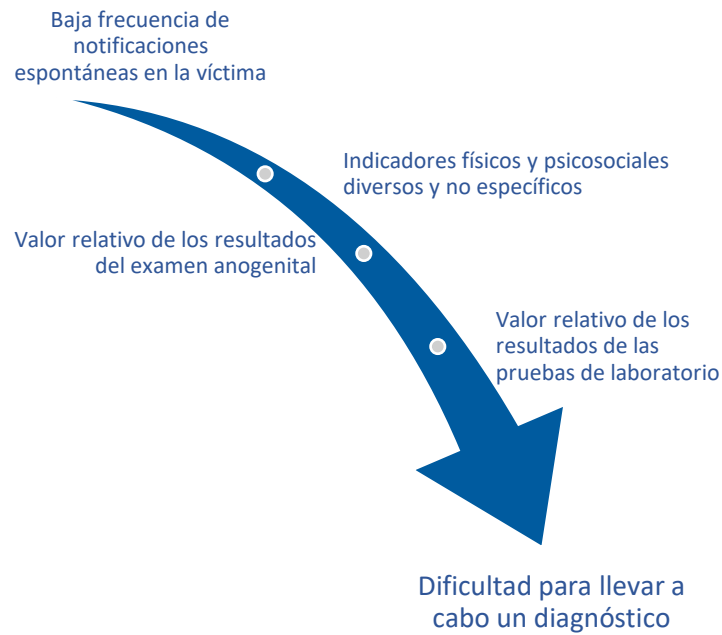 Baja frecuencia de
notificaciones
espontáneas en la víctima
Indicadores físicos y psicosociales
diversos y no específicos
Valor relativo de los resultados
del examen anogenital
Valor relativo de los
resultados de las
pruebas de laboratorio
Dificultad para llevar a
cabo un diagnóstico